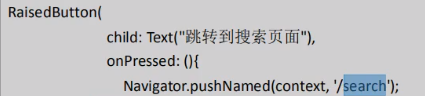 RaisedButton(
child: Text("跳转到搜索页面"),
onPressed: (){
Navigator.pushNamed(context, '/search');